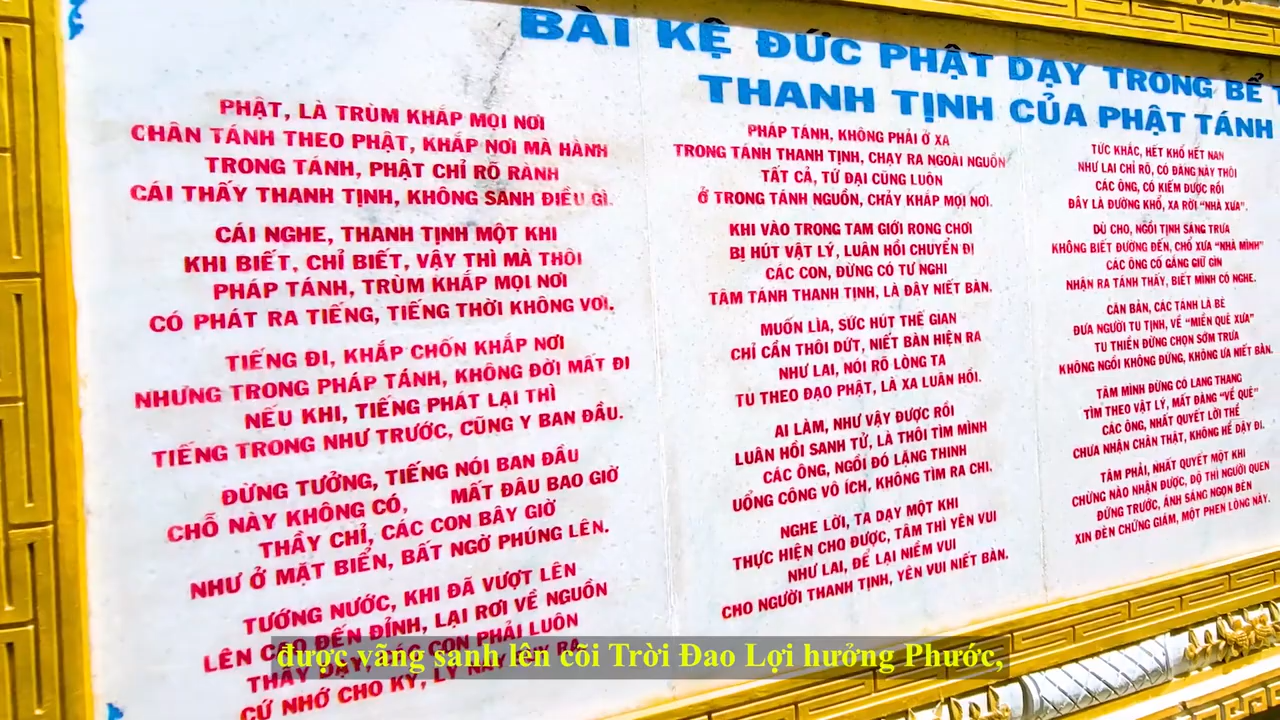 BÀI KỆ ĐỨC PHẬT DẠY TRONG BỂ
THANH TỊNH CỦA PHẬT TÁNH
PHẬT, LÀ TRÙM KHẮP MỌI NƠI
CHÂN TÁNH THEO PHẬT, KHẮP NƠI MÀ HÀNH
TRONG TÁNH, PHẬT CHỈ RÕ RÀNH
CÁI THẤY THANH TỊNH, KHÔNG SANH ĐIỀU GÌ.
CÁI NGHE, THANH TỊNH MỘT KHI
KHI BIẾT, CHỈ BIẾT, VẬY THÌ MÀ THÔI
PHÁP TÁNH, TRÙM KHẮP MỌI NƠI
CÓ PHÁT RA TIẾNG, TIẾNG THỜI KHÔNG VƠI.
TIẾNG ĐI, KHẮP CHỐN KHẮP NƠI
NHƯNG TRONG PHÁP TÁNH, KHÔNG ĐỜI MẤT ĐI
NẾU KHI, TIẾNG PHÁT LẠI THÌ
TIẾNG TRONG NHƯ TRƯỚC, CŨNG Y BAN ĐẦU.
ĐỪNG TƯỞNG, TIẾNG NÓI BAN ĐẦU
CHỖ NÀY KHÔNG CÓ, MẤT ĐÂU BAO GIỜ
THẦY CHỈ, CÁC CON BÂY GIỜ
NHƯ Ở MẶT BIỂN, BẤT NGỜ PHÚNG LÊN.
TƯỚNG NƯỚC, KHI ĐÃ VƯỢT LÊN
LÊN CAO ĐẾN ĐỈNH, LẠI RƠI VỀ NGUỒN
THẦY DẠY, CÁC CON PHẢI LUÔN
CỨ NHỚ CHO KỸ, LÝ NÀY
PHÁP TÁNH, KHÔNG PHẢI Ở XA
TRONG TÁNH THANH TỊNH, CHẠY RA NGOÀI NGUỒN
TẤT CẢ, TỨ ĐẠI CŨNG LUÔN
Ở TRONG TÁNH NGUỒN, CHẢY KHẮP MỌI NƠI.
KHI VÀO TRONG TAM GIỚI RONG CHƠI
BỊ HÚT VẬT LÝ, LUÂN HỒI CHUYỂN ĐI
CÁC CON, ĐỪNG CÓ TƯ NGHI
TÂM TÁNH THANH TỊNH, LÀ ĐÂY NIẾT BÀN.
MUỐN LÌA, SỨC HÚT THẾ GIAN
CHỈ CẦN THÔI DỨT, NIẾT BÀN HIỆN RA
NHƯ LAI, NÓI RÕ LÒNG TA
TU THEO ĐẠO PHẬT, LÀ XA LUÂN HỒI.
AI LÀM, NHƯ VẬY ĐƯỢC RỒI
LUÂN HỒI SANH TỬ, LÀ THÔI TÌM MÌNH
CÁC ÔNG, NGỒI ĐÓ LẶNG THINH
UỔNG CÔNG VÔ ÍCH, KHÔNG TÌM RA CHI.
NGHE LỜI, TA DẠY MỘT KHI
THỰC HIỆN CHO ĐƯỢC, TÂM THÌ YÊN VUI
NHƯ LAI, ĐỂ LẠI NIỀM VUI
CHO NGƯỜI THANH TỊNH, YÊN VUI NIẾT BÀN.
TỨC KHẮC, HẾT KHỔ HẾT NAN
NHƯ LAI CHỈ RÕ, CÓ ĐÀNG NÀY THÔI
CÁC ÔNG, CÓ KIẾM ĐƯỢC RỒI
ĐÂY LÀ ĐƯỜNG KHỔ, XA RỜI "NHÀ XƯA".
DÙ CHO, NGỒI TỊNH SÁNG TRƯA
KHÔNG BIẾT ĐƯỜNG ĐẾN, CHỔ XƯA "NHÀ MÌNH"
CÁC ÔNG CỐ GẮNG GIỮ GÌN
NHẬN RA TÁNH THẤY, BIẾT MÌNH CÓ NGHE.
CĂN BẢN, CÁC TÁNH LÀ BÈ
ĐƯA NGƯỜI TU TỊNH, VỀ "MIỀN QUÊ XƯA"
TU THIỀN ĐỪNG CHỌN SỚM TRƯA
KHÔNG NGỒI KHÔNG ĐỨNG, KHÔNG ƯA NIẾT BÀN.
TÂM MÌNH ĐỪNG CÓ LANG THANG
TÌM THEO VẬT LÝ, MẤT ĐÀNG "VỀ QUÊ"
CÁC ÔNG, NHẤT QUYẾT LỜI THỀ
CHƯA NHẬN CHÂN THẬT, KHÔNG HỀ DẬY ĐI.
TÂM PHẢI, NHẤT QUYẾT MỘT KHI
CHỪNG NÀO NHẬN ĐƯỢC, ĐỘ THÌ NGƯỜI QUEN
ĐỨNG TRƯỚC, ÁNH SÁNG NGỌN ĐÈN
XIN ĐÈN CHỨNG GIÁM, MỘT PHEN LÒNG NÀY.
được vãng sanh lên cõi Trời Đao Lợi hưởng Phước,